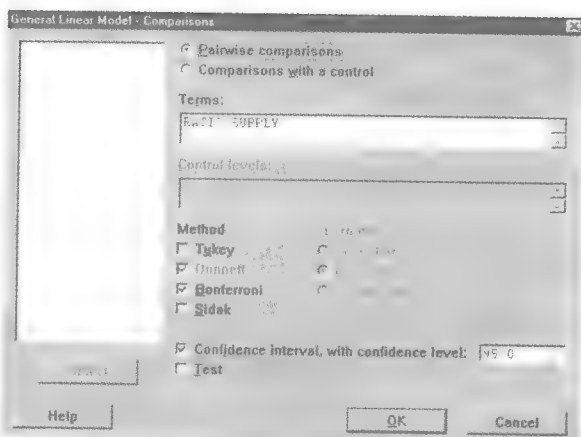 General Linear Model - Comparisons
Pairwise comparisons
Comparisons with a control
Terms:
SUPPLY
Control levels:
Method
Tukey
Dunnett
Bonferroni
Sidak
Confidence interval, with confidence level: 95.0
Test
Help
OK
Cancel